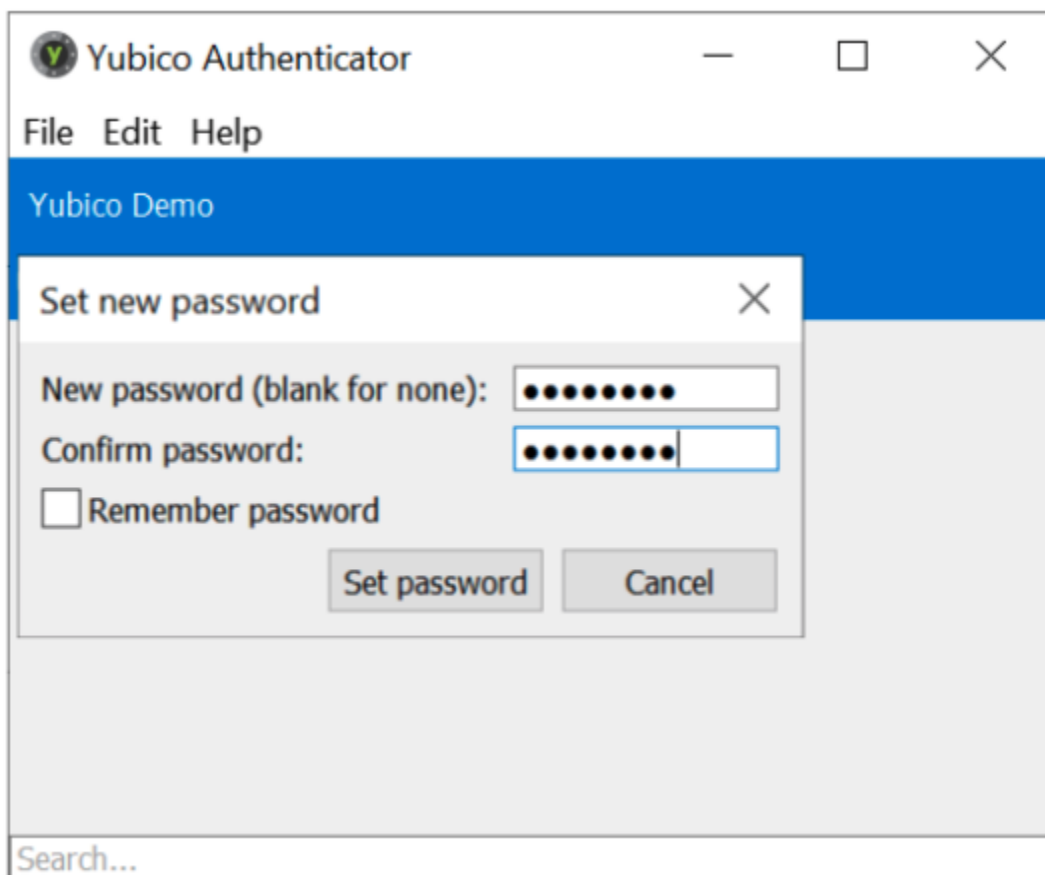 Yubico Authenticator
File Edit Help
Yubico Demo
Set new password
New password (blank for none): ●●●●●●●●
Confirm password: ●●●●●●●●
Remember password
Set password Cancel
Search...